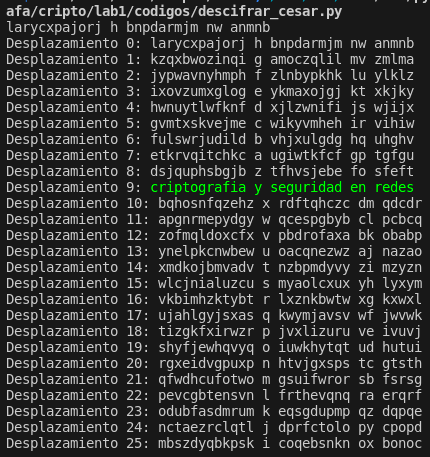 afa/cripto/lab1/codigos/descifrar_cesar.py
larycxpajorj h bnpdarmjm nw anmnb
Desplazamiento 0: larycxpajorj h bnpdarmjm nw anmnb
Desplazamiento 1: kzqxbwozinqi g amoczqlil mv zmlma
Desplazamiento 2: jypwavnyhmph f zlnbypkhk lu ylklz
Desplazamiento 3: ixovzumxglog e ykmaxojgj kt xkjky
Desplazamiento 4: hwnuytlwfknf d xjlzwnifi js wjijx
Desplazamiento 5: gvmtxskvejme c wikyvmheh ir vihiw
Desplazamiento 6: fulswrjudild b vhjxulgdg hq uhghv
Desplazamiento 7: etkrvqitchkc a ugiwtkfcf gp tgfgu
Desplazamiento 8: dsjquphsbgjb z tfhvsjebe fo sfeft
Desplazamiento 9: criptografia y seguridad en redes
Desplazamiento 10: bqhosnfqzehz x rdftqhczc dm qdcdr
Desplazamiento 11: apgnrmepydgy w qcespgbyb cl pcbcq
Desplazamiento 12: zofmqldoxcfx v pbdrofaxa bk obabp
Desplazamiento 13: ynelpkcnwbew u oacqnezwz aj nazao
Desplazamiento 14: xmdkojbmvadv t nzbpmdyvy zi mzyzn
Desplazamiento 15: wlcjnialuzcu s myaolcxux yh lyxym
Desplazamiento 16: vkbimhzktybt r lxznkbwtw xg kxwxl
Desplazamiento 17: ujahlgyjsxas q kwymjavsv wf jwvwk
Desplazamiento 18: tizgkfxirwzr p jvxlizuru ve ivuvj
Desplazamiento 19: shyfjewhqvyq o iuwkhytqt ud hutui
Desplazamiento 20: rgxeidvgpuxp n htvjgxsps tc gtsth
Desplazamiento 21: qfwdhcufotwo m gsuifwror sb fsrsg
Desplazamiento 22: pevcgbtensvn l frthevqnq ra erqrf
Desplazamiento 23: odubfasdmrum k eqsgdupmp qz dqpqe
Desplazamiento 24: nctaezrclqtl j dprfctolo py cpopd
Desplazamiento 25: mbszdyqbkpsk i coqebsnkn ox bonoc